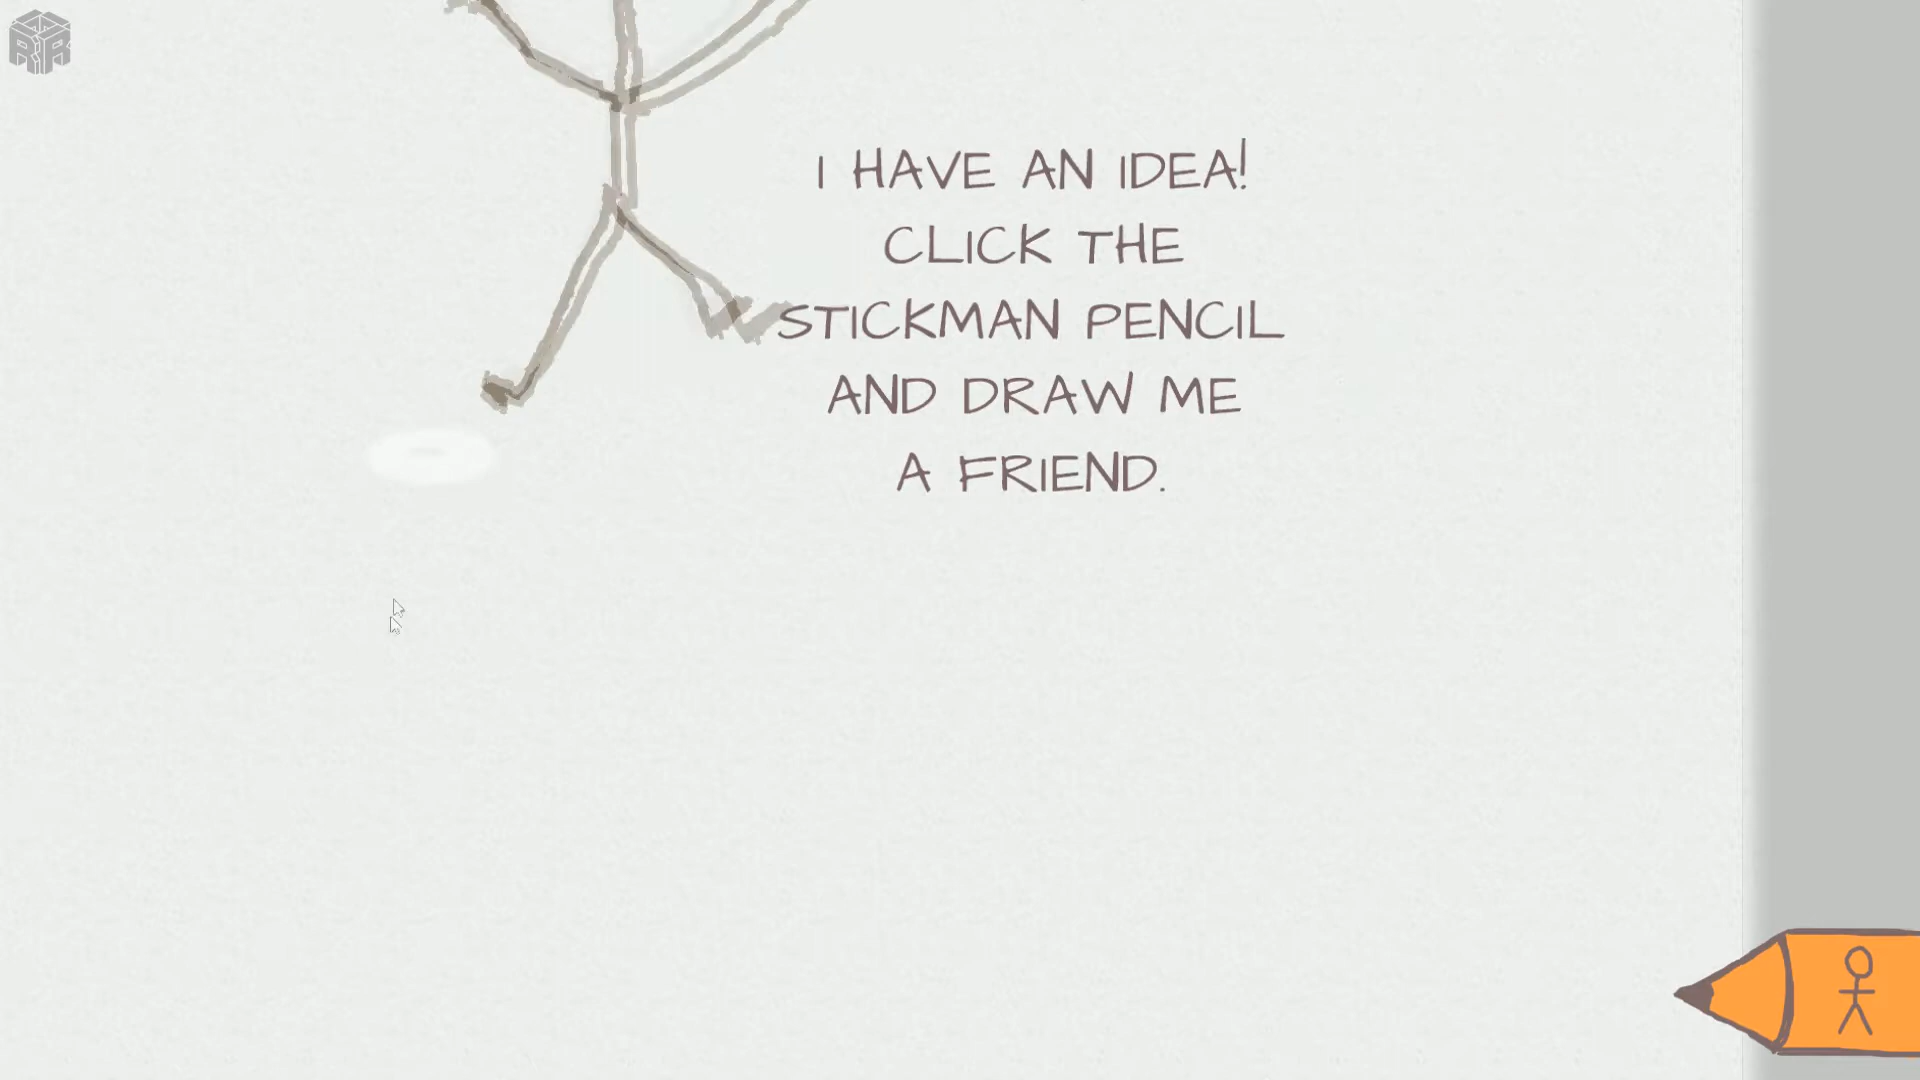 I HAVE AN IDEA!
CLICK THE
STICKMAN PENCIL
AND DRAW ME
A FRIEND.